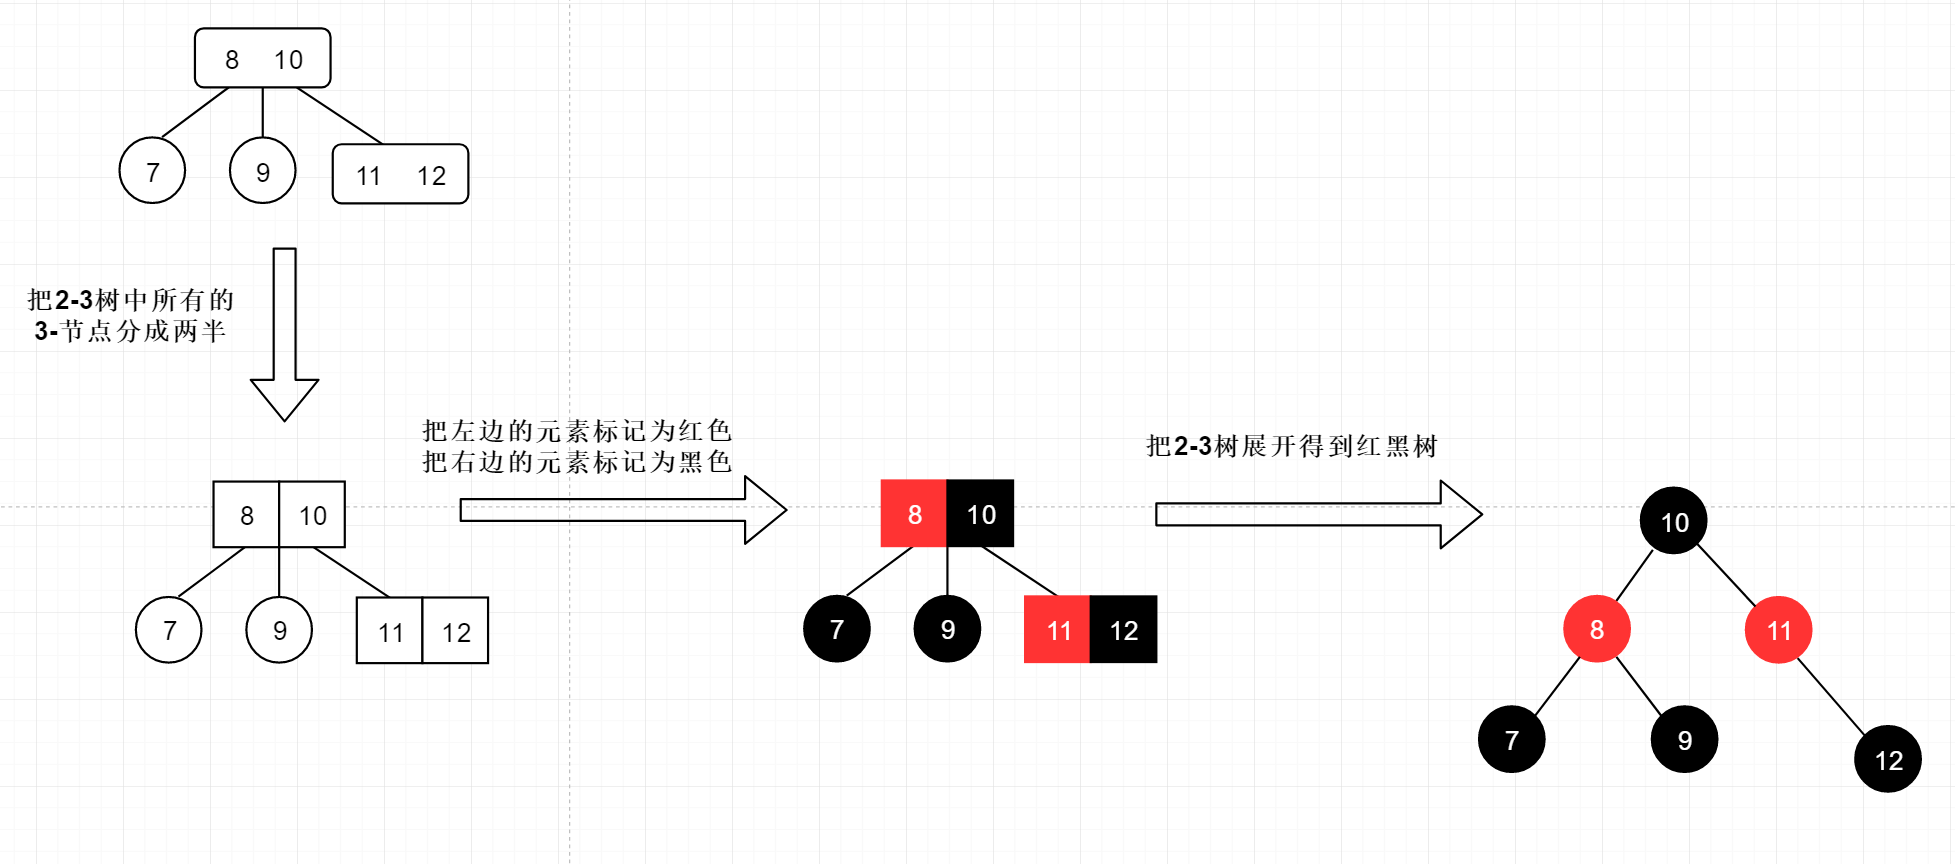 8 10
7 9 11 12
把2-3树中所有的
3-节点分成两半
把左边的元素标记为红色
把右边的元素标记为黑色
把2-3树展开得到红黑树
8 10
7 9 11 12
8 10
7 9 11 12
10
8 11
7 9 12